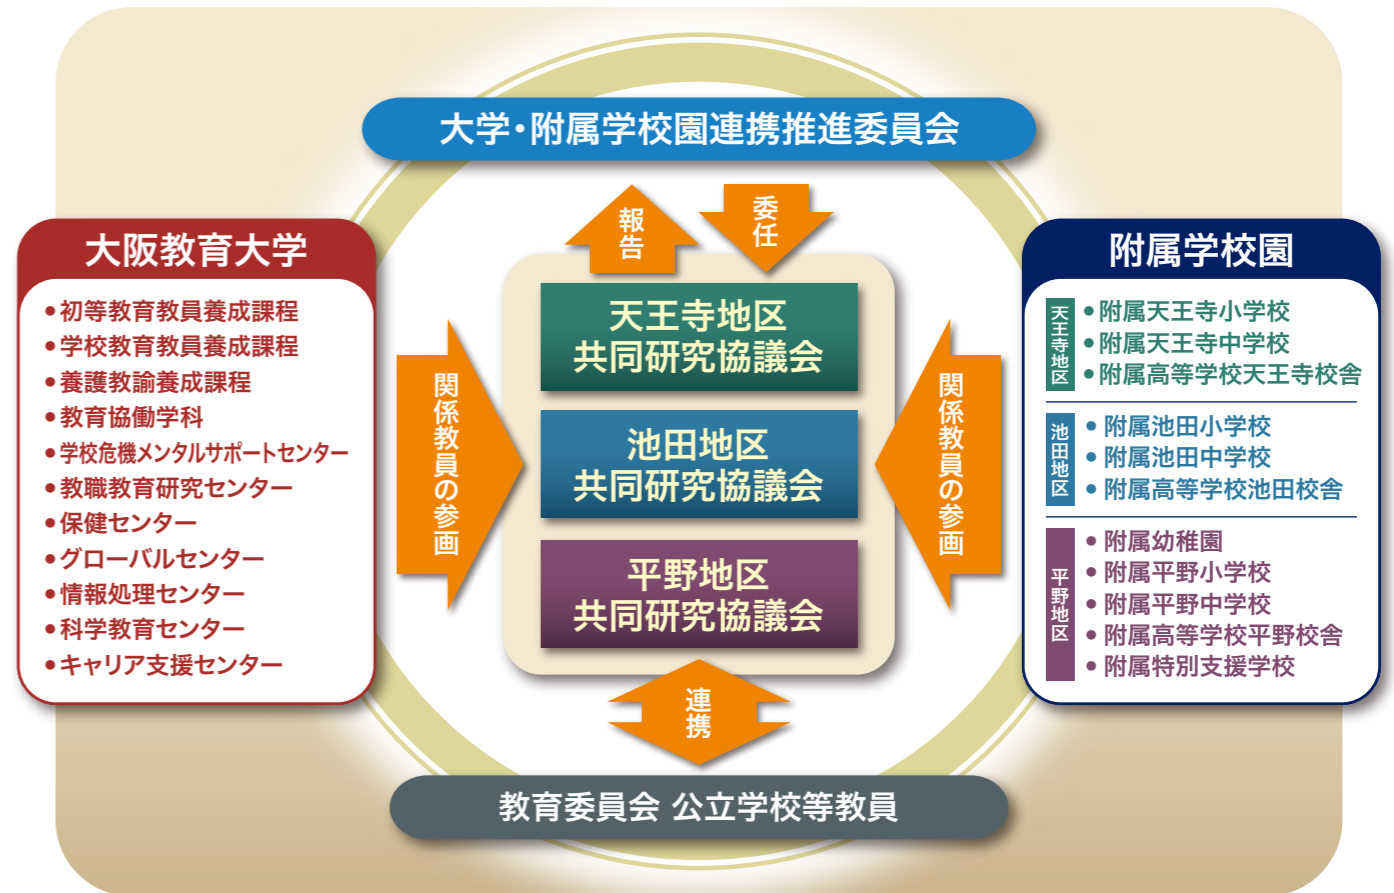 大学・附属学校園連携推進委員会
報告
委任
大阪教育大学
●初等教育教員養成課程
●学校教育教員養成課程
●養護教諭養成課程
●教育協働学科
●学校危機メンタルサポートセンター
●教職教育研究センター
●保健センター
●グローバルセンター
●情報処理センター
●科学教育センター
●キャリア支援センター
関係教員の参画
天王寺地区
共同研究協議会
池田地区
共同研究協議会
平野地区
共同研究協議会
関係教員の参画
附属学校園
天王寺地区
●附属天王寺小学校
●附属天王寺中学校
●附属高等学校天王寺校舎
池田地区
●附属池田小学校
●附属池田中学校
●附属高等学校池田校舎
平野地区
●附属幼稚園
●附属平野小学校
●附属平野中学校
●附属高等学校平野校舎
●附属特別支援学校
連携
教育委員会 公立学校等教員